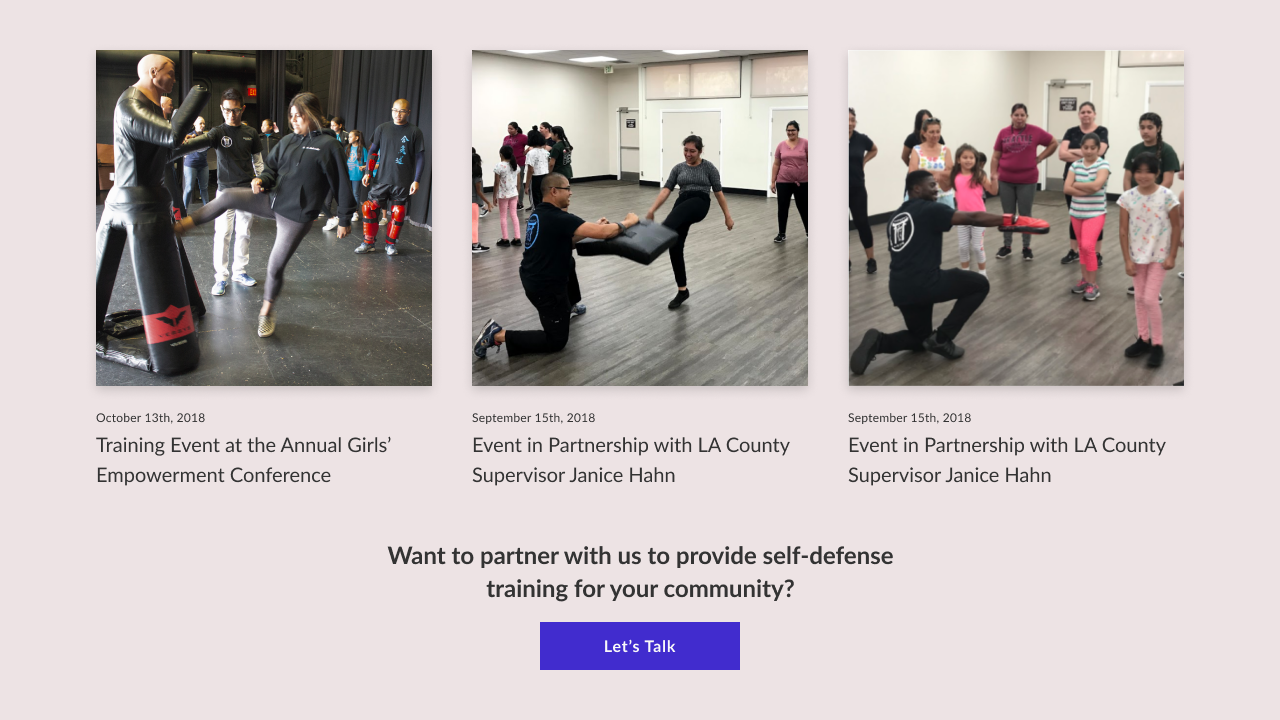 October 13th, 2018
Training Event at the Annual Girls’
Empowerment Conference
September 15th, 2018
Event in Partnership with LA County
Supervisor Janice Hahn
September 15th, 2018
Event in Partnership with LA County
Supervisor Janice Hahn
Want to partner with us to provide self-defense
training for your community?
Let’s Talk